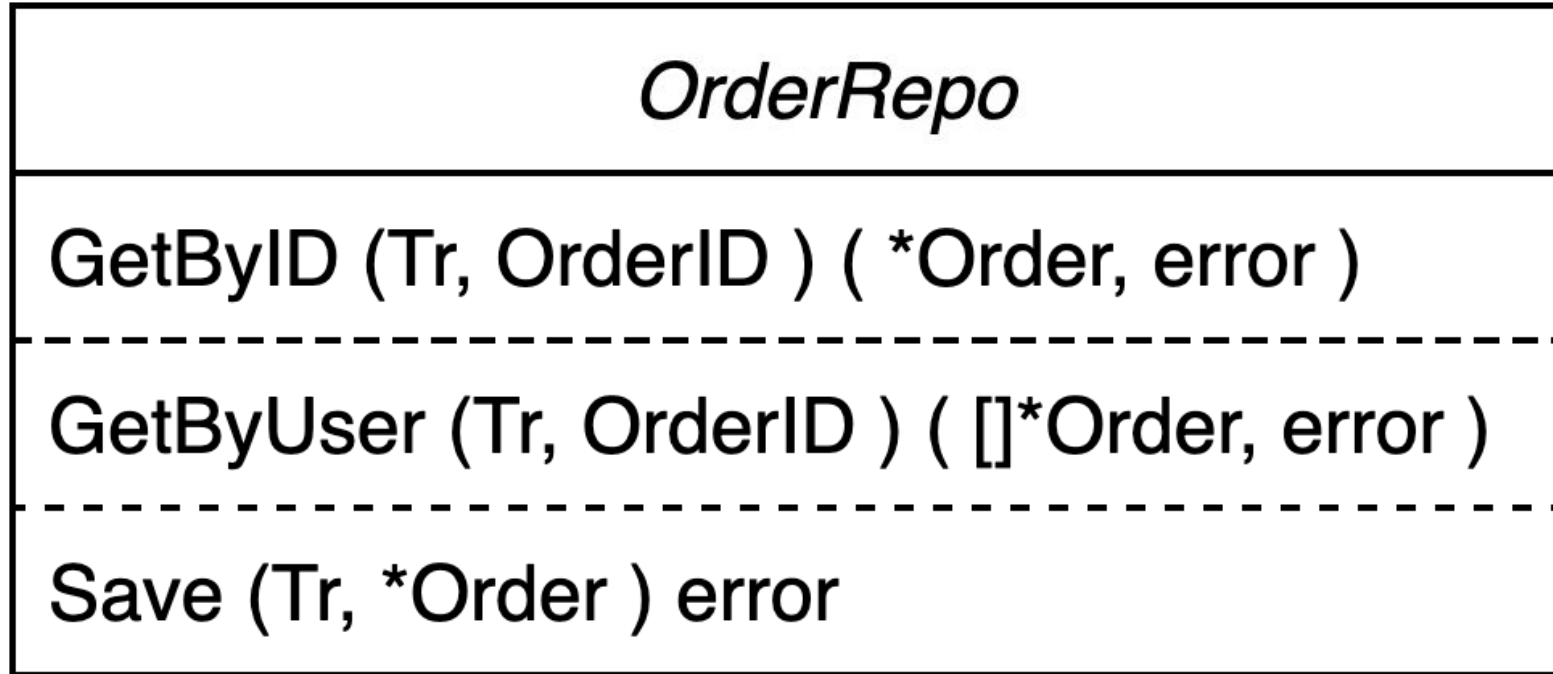 OrderRepo
GetByID (Tr, OrderID ) ( *Order, error )
GetByUser (Tr, OrderID ) ( []*Order, error )
Save (Tr, *Order ) error